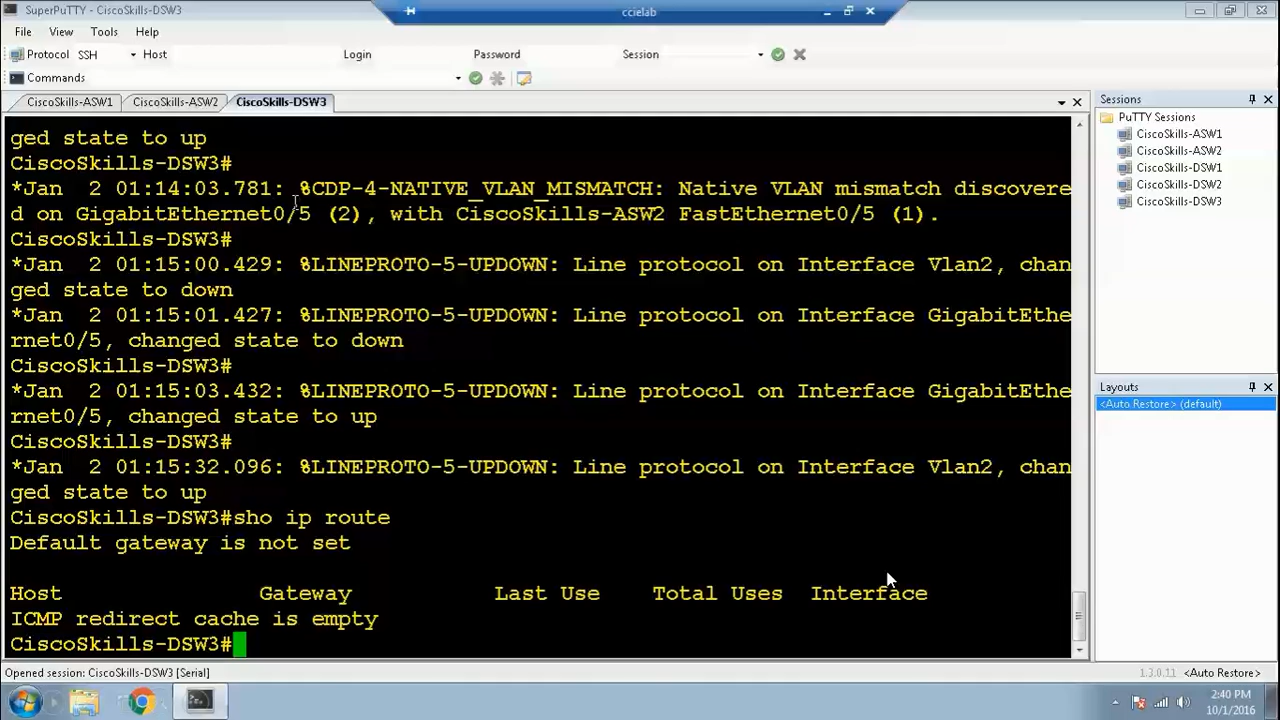 SuperPuTTY - CiscoSkills-DSW3
ccielab
File View Tools Help
Protocol SSH Host Login Password Session
Commands
CiscoSkills-ASW1 CiscoSkills-ASW2 CiscoSkills-DSW3
ged state to up
CiscoSkills-DSW3#
*Jan  2 01:14:03.781: %CDP-4-NATIVE_VLAN_MISMATCH: Native VLAN mismatch discovere
d on GigabitEthernet0/5 (2), with CiscoSkills-ASW2 FastEthernet0/5 (1).
CiscoSkills-DSW3#
*Jan  2 01:15:00.429: %LINEPROTO-5-UPDOWN: Line protocol on Interface Vlan2, chan
ged state to down
*Jan  2 01:15:01.427: %LINEPROTO-5-UPDOWN: Line protocol on Interface GigabitEthe
rnet0/5, changed state to down
CiscoSkills-DSW3#
*Jan  2 01:15:03.432: %LINEPROTO-5-UPDOWN: Line protocol on Interface GigabitEthe
rnet0/5, changed state to up
CiscoSkills-DSW3#
*Jan  2 01:15:32.096: %LINEPROTO-5-UPDOWN: Line protocol on Interface Vlan2, chan
ged state to up
CiscoSkills-DSW3#sho ip route
Default gateway is not set
Host Gateway Last Use Total Uses Interface
ICMP redirect cache is empty
CiscoSkills-DSW3#
Sessions
PuTTY Sessions
CiscoSkills-ASW1
CiscoSkills-ASW2
CiscoSkills-DSW1
CiscoSkills-DSW2
CiscoSkills-DSW3
Layouts
<Auto Restore> (default)
Opened session: CiscoSkills-DSW3 [Serial]
1.3.0.11 <Auto Restore>
2:40 PM
10/1/2016